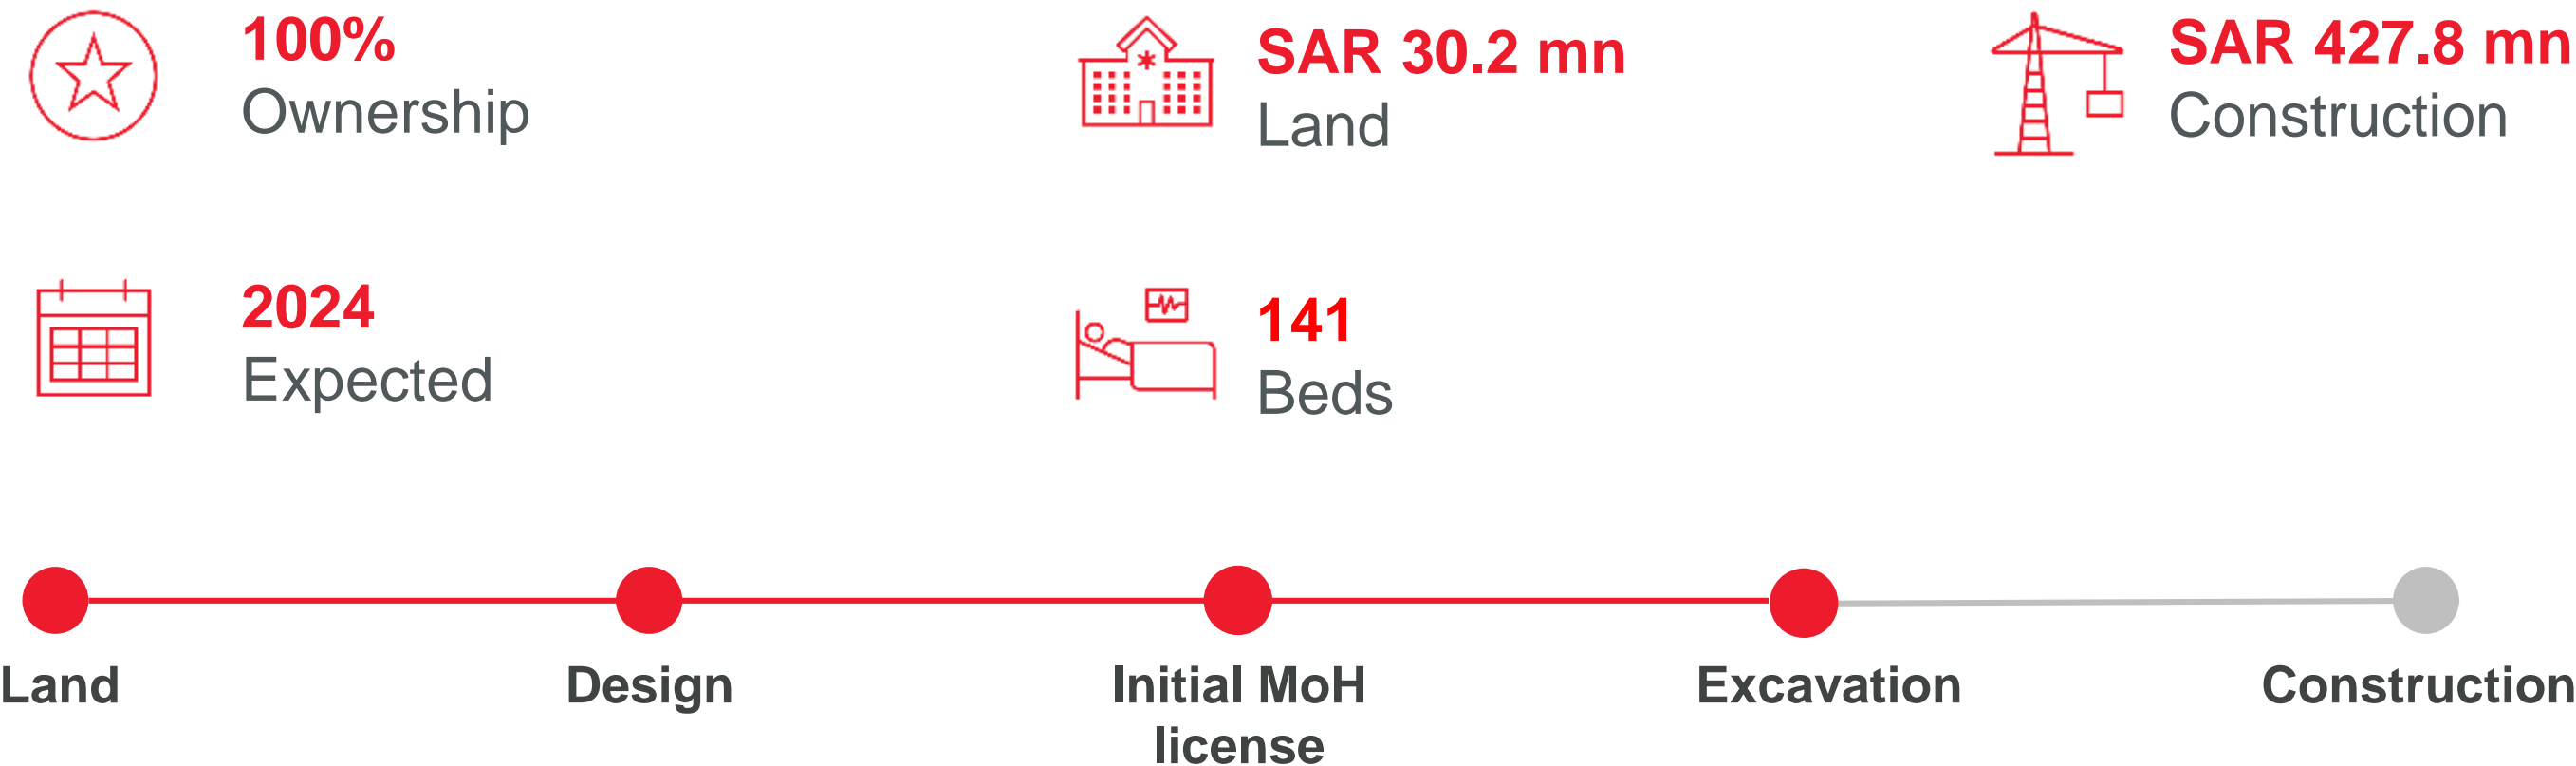 100%
Ownership
SAR 30.2 mn
Land
SAR 427.8 mn
Construction
2024
Expected
141
Beds
Land
Design
Initial MoH
license
Excavation
Construction